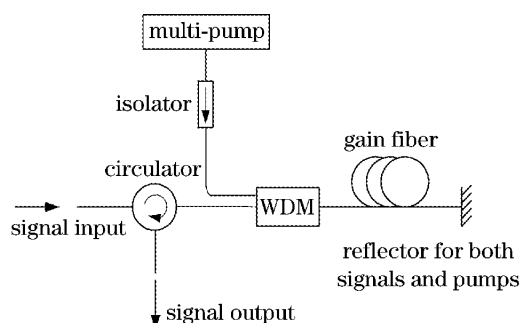 multi-pump
isolator
gain fiber
circulator
WDM
signal input
reflector for both
signals and pumps
signal output